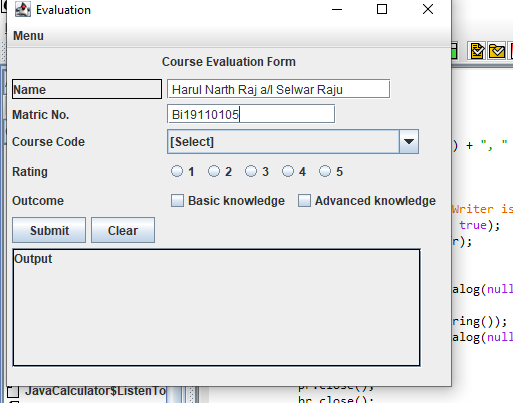 Evaluation
Menu
Course Evaluation Form
Name Harul Narth Raj a/l Selwar Raju
Matric No. Bi19110105
Course Code [Select]
Rating 1 2 3 4 5
Outcome Basic knowledge Advanced knowledge
Submit Clear
Output
) + ", "
Writer is
true);
r);
alog(null
ring());
alog(null
pr.close();
br.close();
JavaCalculator$ListenTo